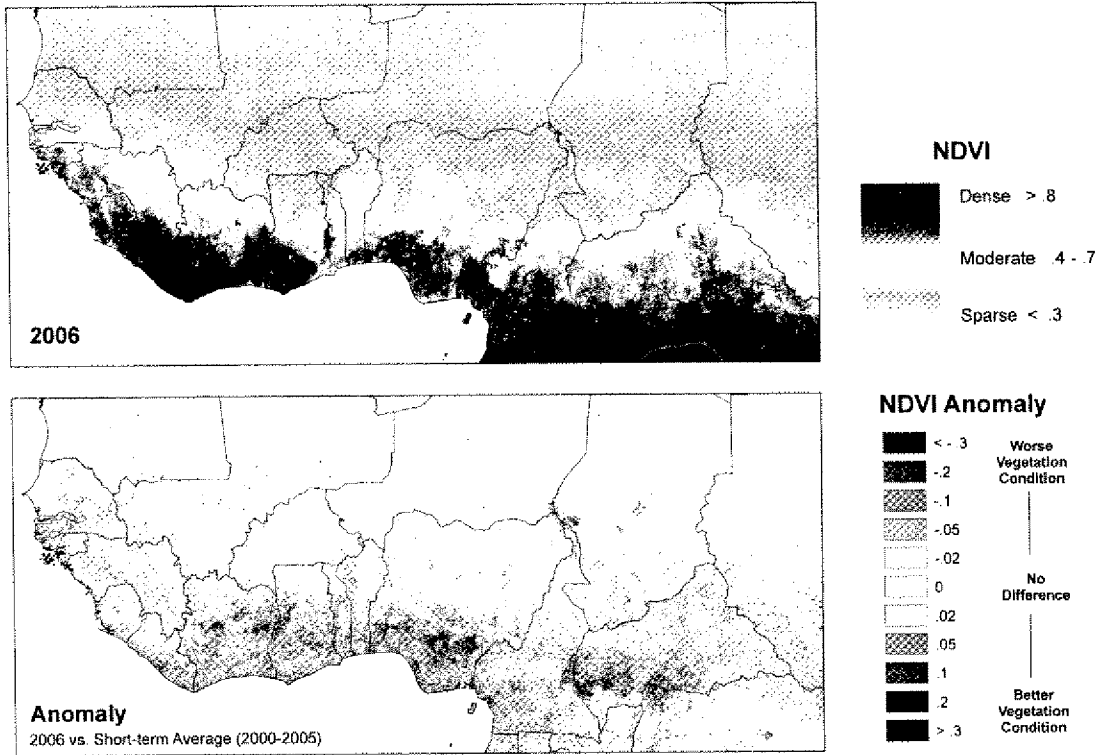 2006
NDVI
Dense > .8
Moderate .4 - .7
Sparse < .3
Anomaly
2006 vs. Short-term Average (2000-2005)
NDVI Anomaly
< - .3
-.2
-.1
-.05
-.02
0
.02
.05
.1
.2
> .3
Worse
Vegetation
Condition
No
Difference
Better
Vegetation
Condition